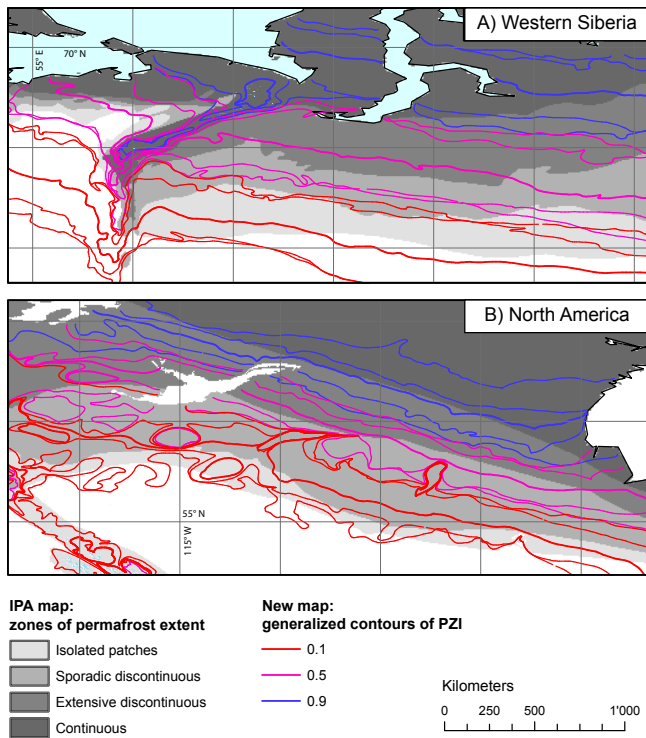 A) Western Siberia
55° E
70° N
B) North America
55° N
115° W
IPA map:
zones of permafrost extent
Isolated patches
Sporadic discontinuous
Extensive discontinuous
Continuous
New map:
generalized contours of PZI
0.1
0.5
0.9
Kilometers
0 250 500 1'000